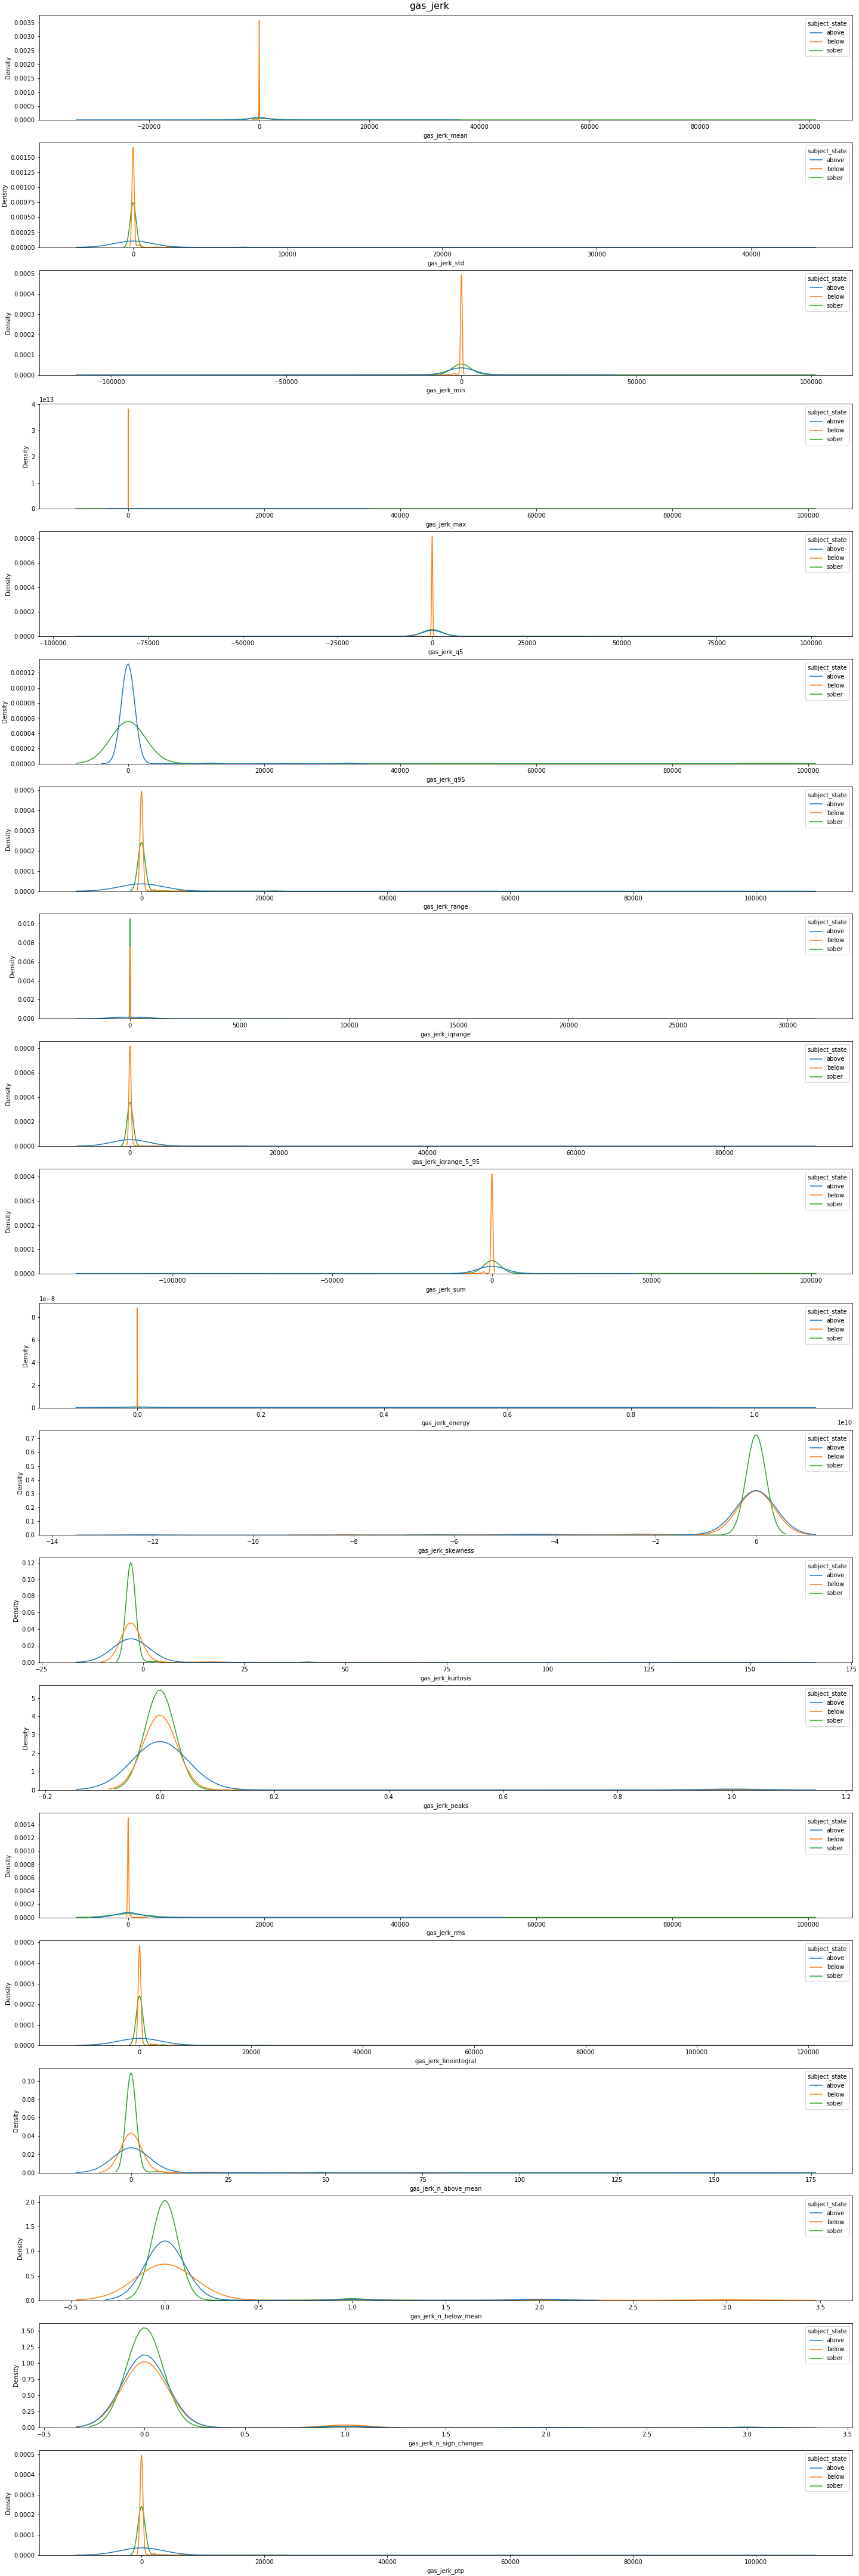 gas_jerk
subject_state
above
below
sober
Density
0.0035
0.0030
0.0025
0.0020
0.0015
0.0010
0.0005
0.0000
−20000 0 20000 40000 60000 80000 100000
gas_jerk_mean
subject_state
above
below
sober
Density
0.00150
0.00125
0.00100
0.00075
0.00050
0.00025
0.00000
0 10000 20000 30000 40000
gas_jerk_std
subject_state
above
below
sober
Density
0.0005
0.0004
0.0003
0.0002
0.0001
0.0000
−100000 −50000 0 50000 100000
gas_jerk_min
1e13
subject_state
above
below
sober
Density
4
3
2
1
0
0 20000 40000 60000 80000 100000
gas_jerk_max
subject_state
above
below
sober
Density
0.0008
0.0006
0.0004
0.0002
0.0000
−100000 −75000 −50000 −25000 0 25000 50000 75000 100000
gas_jerk_q5
subject_state
above
below
sober
Density
0.00012
0.00010
0.00008
0.00006
0.00004
0.00002
0.00000
0 20000 40000 60000 80000 100000
gas_jerk_q95
subject_state
above
below
sober
Density
0.0005
0.0004
0.0003
0.0002
0.0001
0.0000
0 20000 40000 60000 80000 100000
gas_jerk_range
subject_state
above
below
sober
Density
0.010
0.008
0.006
0.004
0.002
0.000
0 5000 10000 15000 20000 25000 30000
gas_jerk_iqrange
subject_state
above
below
sober
Density
0.0008
0.0006
0.0004
0.0002
0.0000
0 20000 40000 60000 80000
gas_jerk_iqrange_5_95
subject_state
above
below
sober
Density
0.0004
0.0003
0.0002
0.0001
0.0000
−100000 −50000 0 50000 100000
gas_jerk_sum
1e−8
subject_state
above
below
sober
Density
8
6
4
2
0
0.0 0.2 0.4 0.6 0.8 1.0
1e10
gas_jerk_energy
subject_state
above
below
sober
Density
0.7
0.6
0.5
0.4
0.3
0.2
0.1
0.0
−14 −12 −10 −8 −6 −4 −2 0
gas_jerk_skewness
subject_state
above
below
sober
Density
0.12
0.10
0.08
0.06
0.04
0.02
0.00
−25 0 25 50 75 100 125 150 175
gas_jerk_kurtosis
subject_state
above
below
sober
Density
5
4
3
2
1
0
−0.2 0.0 0.2 0.4 0.6 0.8 1.0 1.2
gas_jerk_peaks
subject_state
above
below
sober
Density
0.0014
0.0012
0.0010
0.0008
0.0006
0.0004
0.0002
0.0000
0 20000 40000 60000 80000 100000
gas_jerk_rms
subject_state
above
below
sober
Density
0.0005
0.0004
0.0003
0.0002
0.0001
0.0000
0 20000 40000 60000 80000 100000 120000
gas_jerk_lineintegral
subject_state
above
below
sober
Density
0.10
0.08
0.06
0.04
0.02
0.00
0 25 50 75 100 125 150 175
gas_jerk_n_above_mean
subject_state
above
below
sober
Density
2.0
1.5
1.0
0.5
0.0
−0.5 0.0 0.5 1.0 1.5 2.0 2.5 3.0 3.5
gas_jerk_n_below_mean
subject_state
above
below
sober
Density
1.50
1.25
1.00
0.75
0.50
0.25
0.00
−0.5 0.0 0.5 1.0 1.5 2.0 2.5 3.0 3.5
gas_jerk_n_sign_changes
subject_state
above
below
sober
Density
0.0005
0.0004
0.0003
0.0002
0.0001
0.0000
0 20000 40000 60000 80000 100000
gas_jerk_ptp